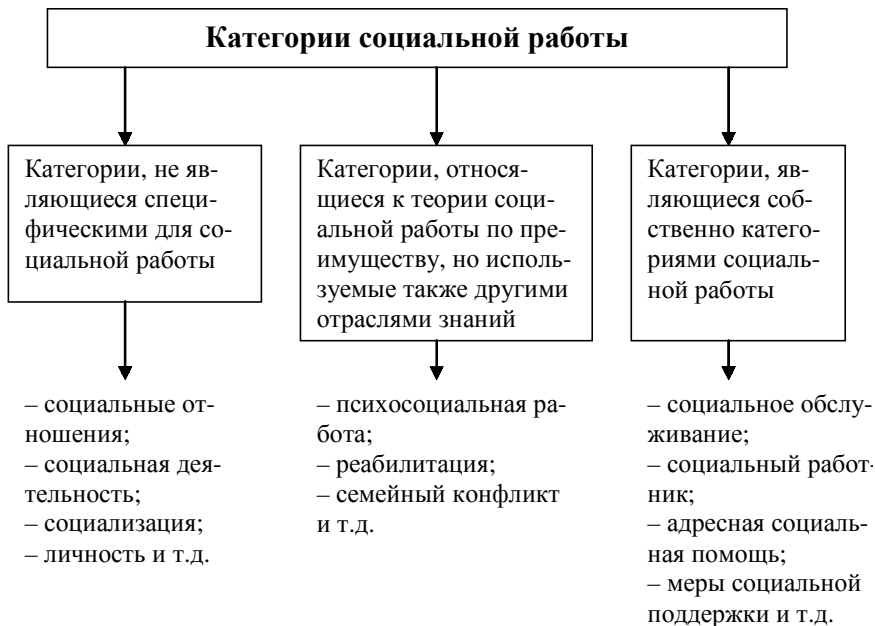 Категории социальной работы
Категории, не яв-
ляющиеся специ-
фическими для со-
циальной работы
Категории, относя-
щиеся к теории соци-
альной работы по пре-
имуществу, но исполь-
зуемые также другими
отраслями знаний
Категории, яв-
ляющиеся соб-
ственно катего-
риями социаль-
ной работы
– социальные от-
ношения;
– социальная дея-
тельность;
– социализация;
– личность и т.д.
– психосоциальная ра-
бота;
– реабилитация;
– семейный конфликт
и т.д.
– социальное обслу-
живание;
– социальный работ-
ник;
– адресная социаль-
ная помощь;
– меры социальной
поддержки и т.д.